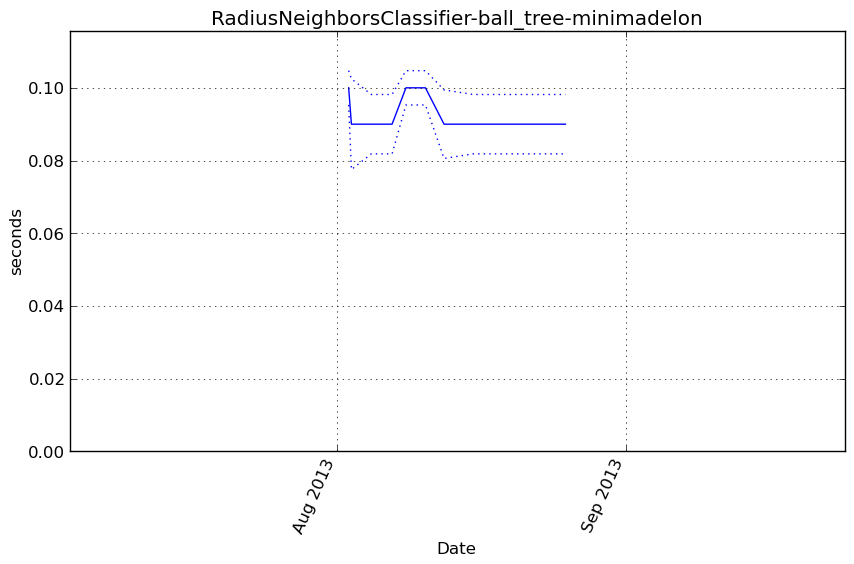 RadiusNeighborsClassifier-ball_tree-minimadelon
0.10
0.08
0.06
0.04
0.02
0.00
seconds
Aug 2013
Sep 2013
Date